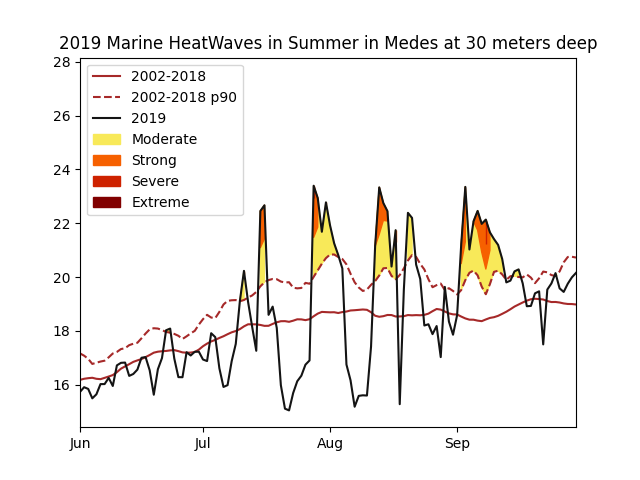 2019 Marine HeatWaves in Summer in Medes at 30 meters deep
28
26
24
22
20
18
16
2002-2018
2002-2018 p90
2019
Moderate
Strong
Severe
Extreme
Jun Jul Aug Sep